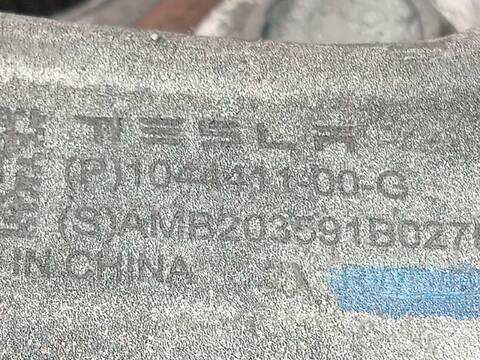 TESLA
(P)1044411-00-G
(S)AMB203591B027
IN CHINA